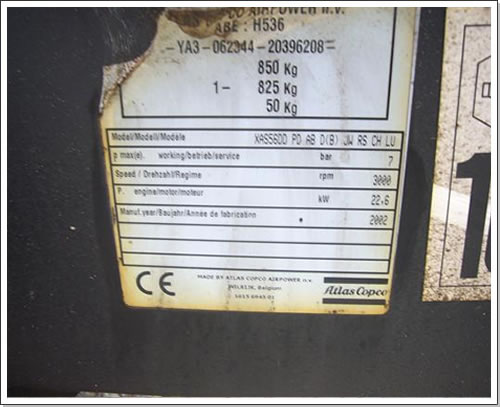 COPCO AIRPOWER n.v.
ABE : H536
-YA3-062344-20396208-
850 Kg
1- 825 Kg
50 Kg
Model/Modell/Modèle XAS56DD PD AB D(B) JW RS CH LU
p max(e). working/betrieb/service bar 7
Speed / Drehzahl/Regime rpm 3000
P. engine/motor/moteur kW 22.6
Manuf.year/Baujahr/Année de fabrication 2002
CE
MADE BY ATLAS COPCO AIRPOWER n.v.
WILRIJK, Belgium
Atlas Copco